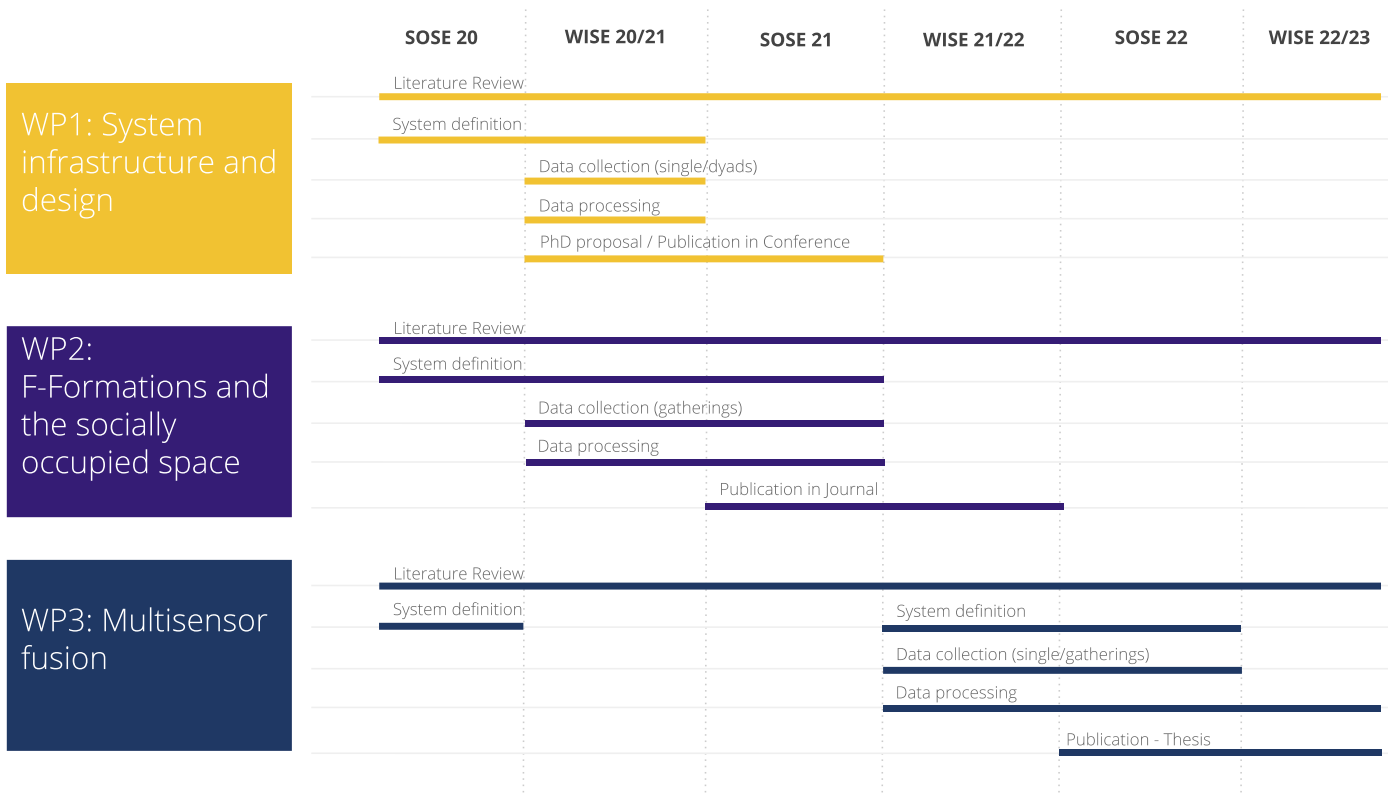 SOSE 20
WISE 20/21
SOSE 21
WISE 21/22
SOSE 22
WISE 22/23
WP1: System
infrastructure and
design
Literature Review
System definition
Data collection (single/dyads)
Data processing
PhD proposal / Publication in Conference
WP2:
F-Formations and
the socially
occupied space
Literature Review
System definition
Data collection (gatherings)
Data processing
Publication in Journal
WP3: Multisensor
fusion
Literature Review
System definition
System definition
Data collection (single/gatherings)
Data processing
Publication - Thesis